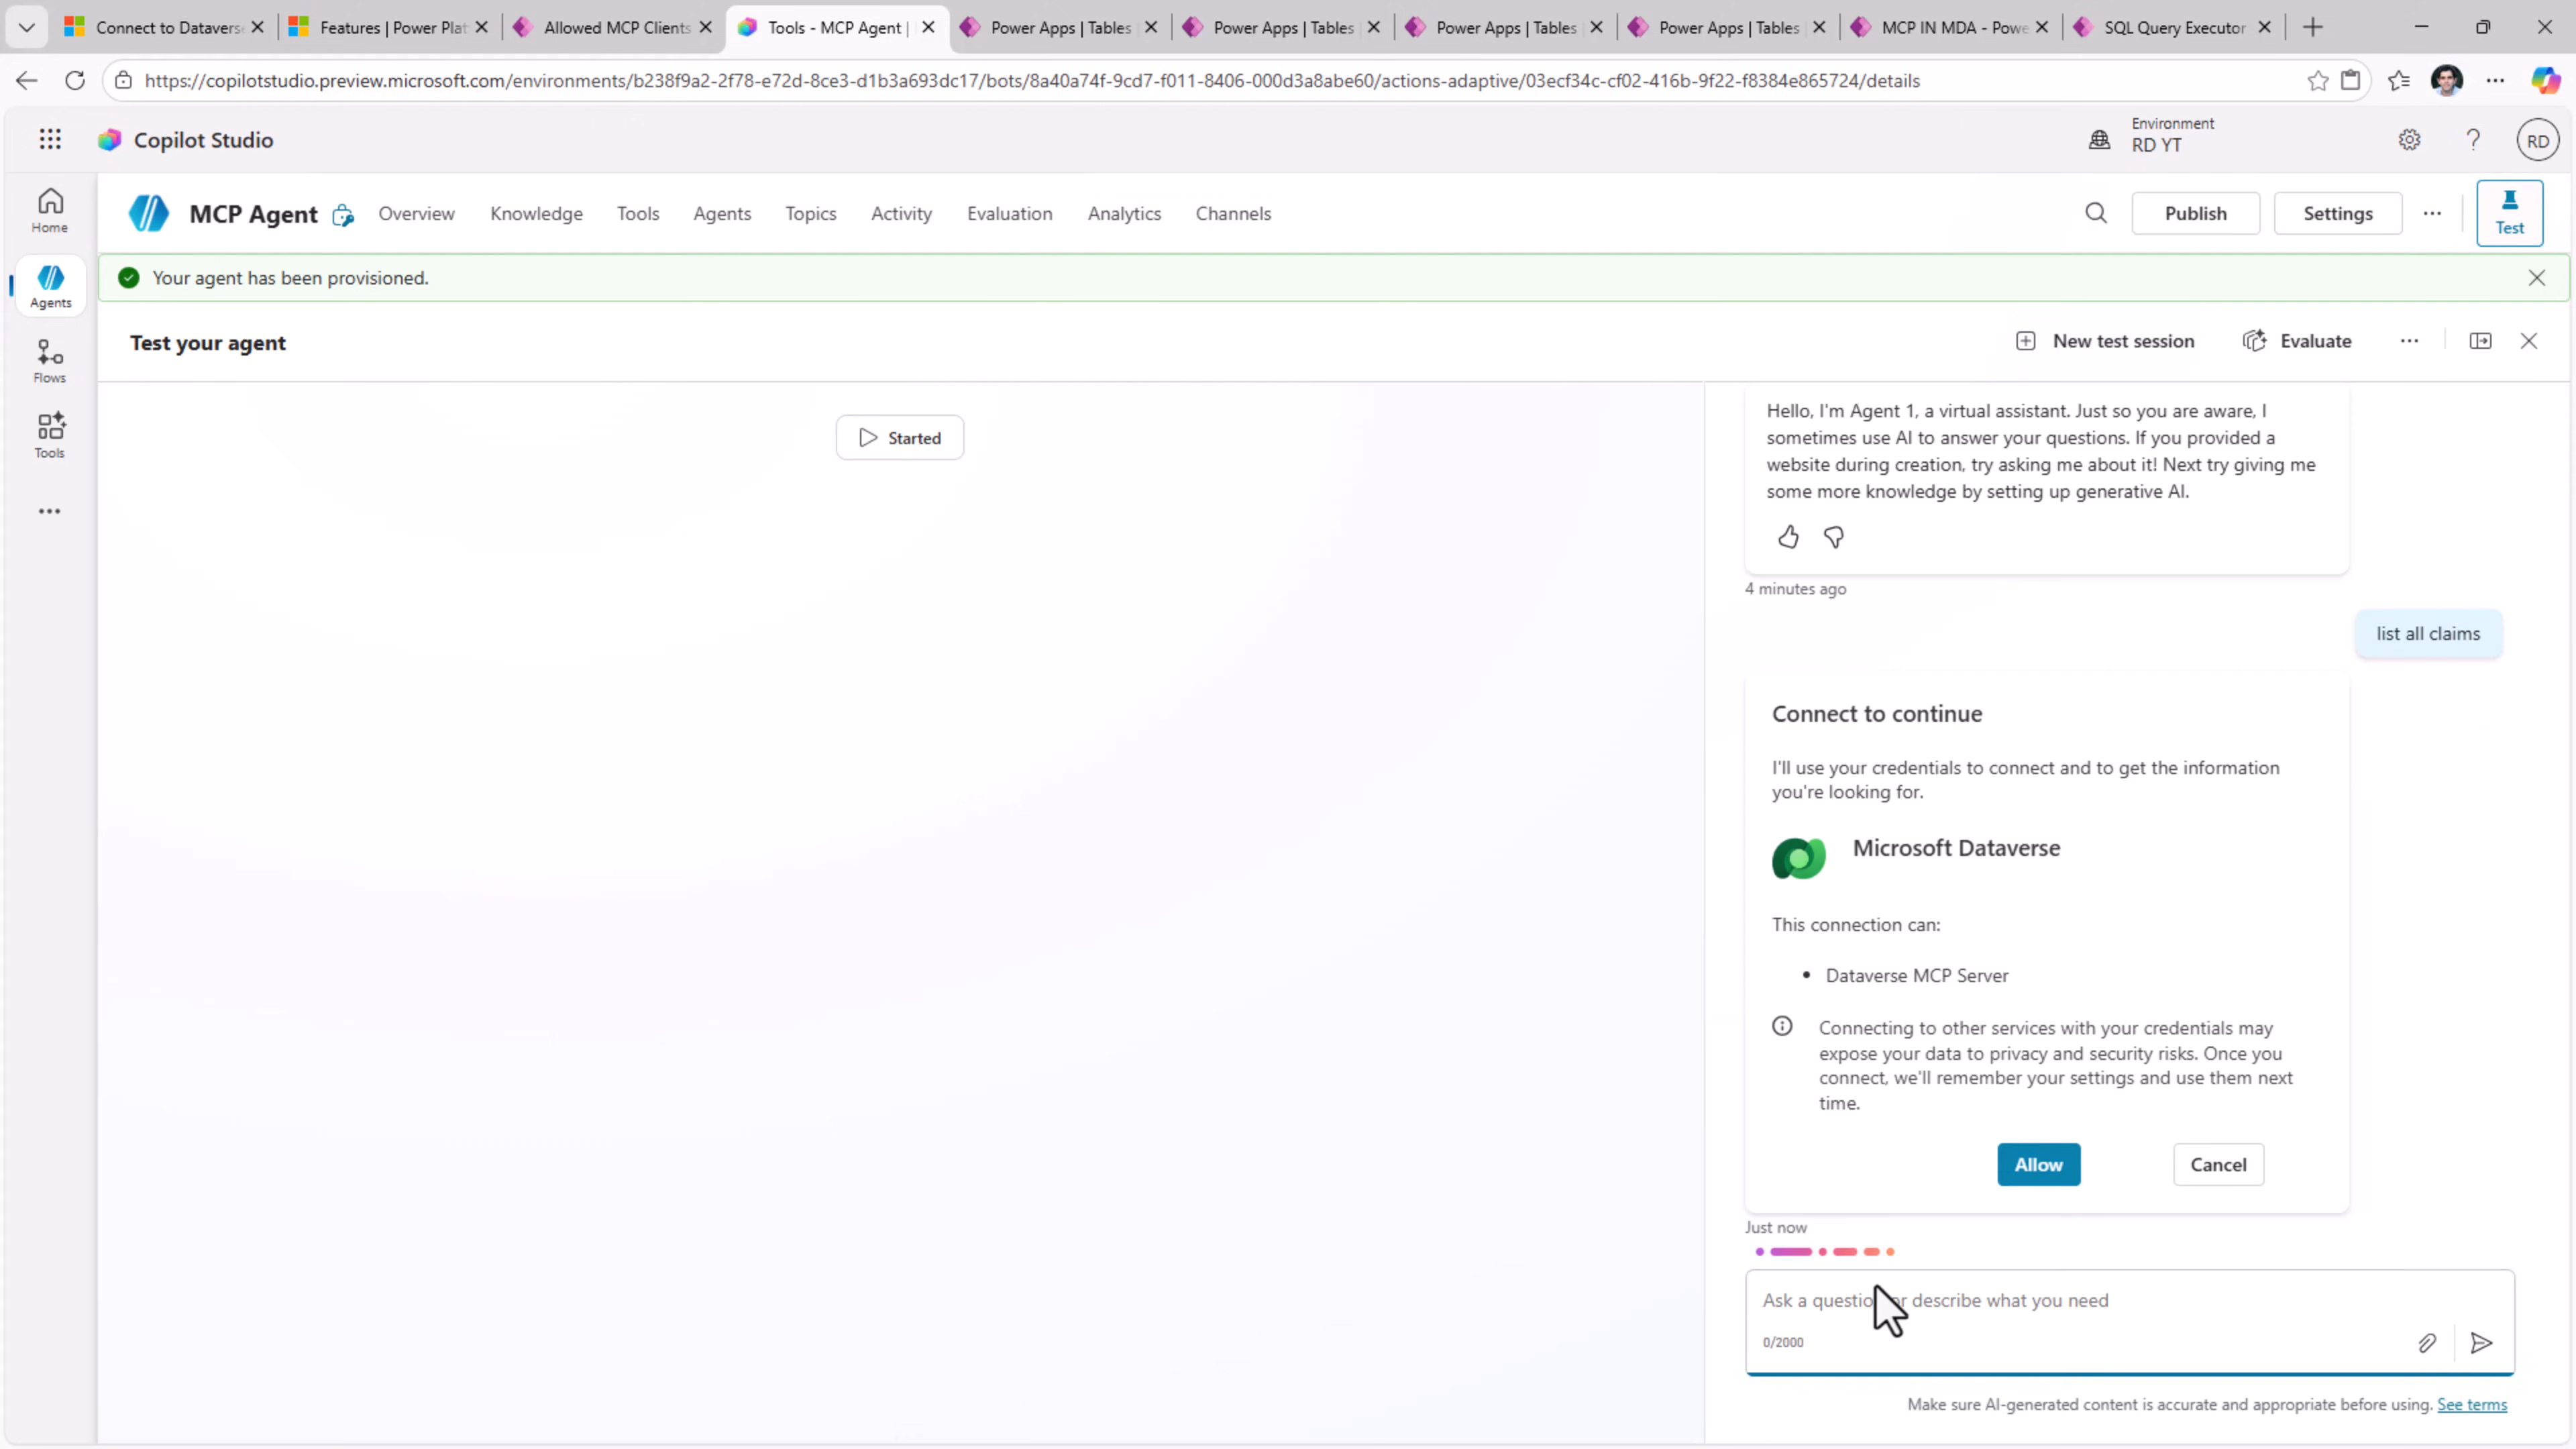 Connect to Dataverse
Features | Power Plat
Allowed MCP Clients
Tools - MCP Agent |
Power Apps | Tables
Power Apps | Tables
Power Apps | Tables
Power Apps | Tables
MCP IN MDA - Powe
SQL Query Executor
https://copilotstudio.preview.microsoft.com/environments/b238f9a2-2f78-e72d-8ce3-d1b3a693dc17/bots/8a40a74f-9cd7-f011-8406-000d3a8abe60/actions-adaptive/03ecf34c-cf02-416b-9f22-f8384e865724/details
Copilot Studio
Environment
RD YT
RD
Home
Agents
Flows
Tools
MCP Agent
Overview
Knowledge
Tools
Agents
Topics
Activity
Evaluation
Analytics
Channels
Publish
Settings
Test
Your agent has been provisioned.
Test your agent
New test session
Evaluate
Started
Hello, I'm Agent 1, a virtual assistant. Just so you are aware, I
sometimes use AI to answer your questions. If you provided a
website during creation, try asking me about it! Next try giving me
some more knowledge by setting up generative AI.
4 minutes ago
list all claims
Connect to continue
I'll use your credentials to connect and to get the information
you're looking for.
Microsoft Dataverse
This connection can:
• Dataverse MCP Server
Connecting to other services with your credentials may
expose your data to privacy and security risks. Once you
connect, we'll remember your settings and use them next
time.
Allow
Cancel
Just now
Ask a question or describe what you need
0/2000
Make sure AI-generated content is accurate and appropriate before using. See terms